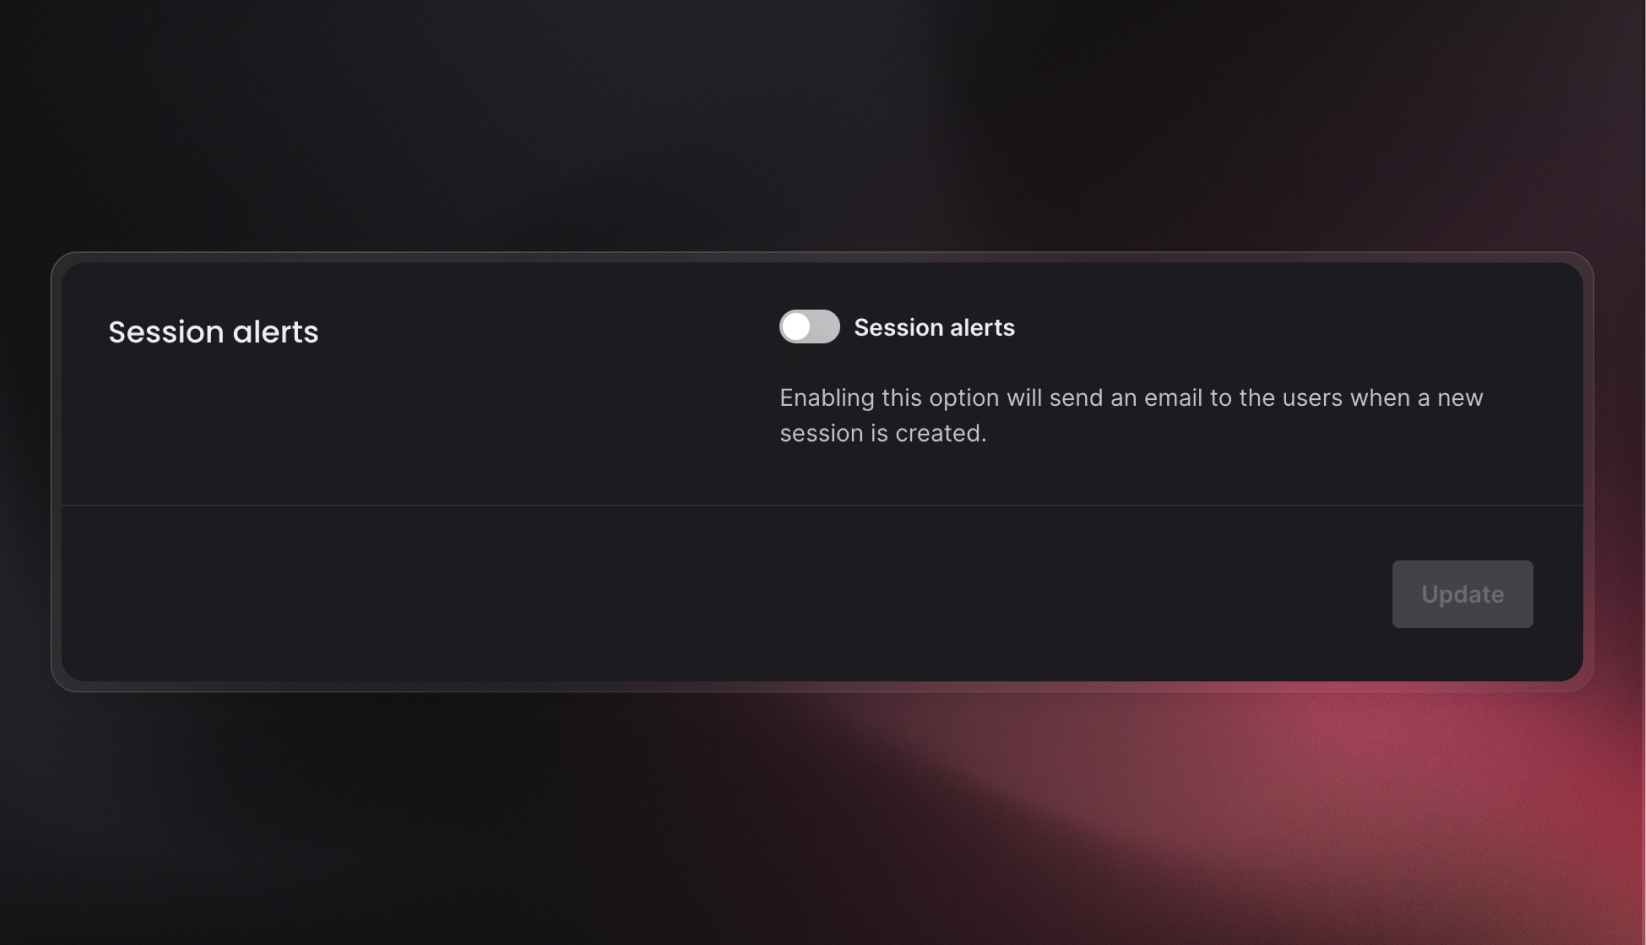 Session alerts
Session alerts
Enabling this option will send an email to the users when a new
session is created.
Update